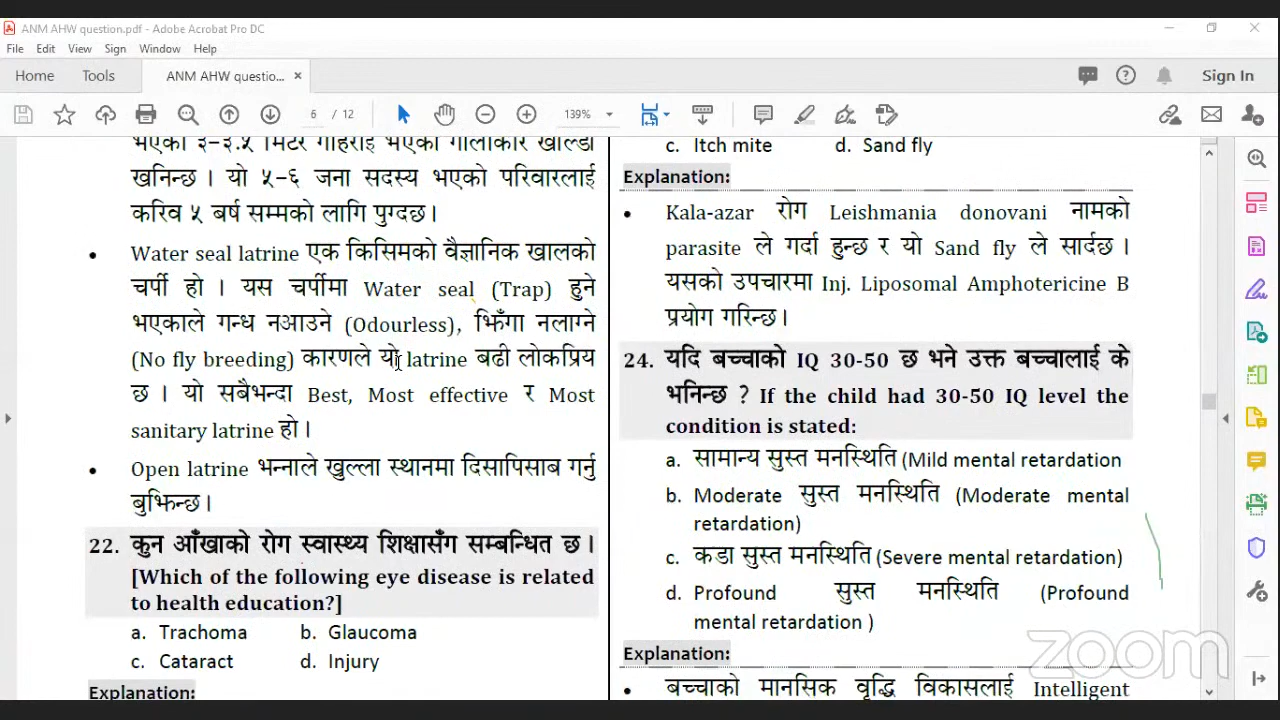 ANM AHW question.pdf - Adobe Acrobat Pro DC
File Edit View Sign Window Help
Home Tools ANM AHW questio... × Sign In
6 / 12 139%
भएको ३–३.५ मिटर गहिराई भएको गोलाकार खाल्डो
खनिन्छ । यो ५–६ जना सदस्य भएको परिवारलाई
करिव ५ बर्ष सम्मको लागि पुग्दछ।
• Water seal latrine एक किसिमको वैज्ञानिक खालको
चर्पी हो । यस चर्पीमा Water seal (Trap) हुने
भएकाले गन्ध नआउने (Odourless), झिँगा नलाग्ने
(No fly breeding) कारणले यो latrine बढी लोकप्रिय
छ । यो सबैभन्दा Best, Most effective र Most
sanitary latrine हो।
• Open latrine भन्नाले खुल्ला स्थानमा दिसापिसाब गर्नु
बुझिन्छ।
22. कुन आँखाको रोग स्वास्थ्य शिक्षासँग सम्बन्धित छ।
[Which of the following eye disease is related
to health education?]
a. Trachoma b. Glaucoma
c. Cataract d. Injury
Explanation:
c. Itch mite d. Sand fly
Explanation:
• Kala-azar रोग Leishmania donovani नामको
parasite ले गर्दा हुन्छ र यो Sand fly ले सार्दछ ।
यसको उपचारमा Inj. Liposomal Amphotericine B
प्रयोग गरिन्छ।
24. यदि बच्चाको IQ 30-50 छ भने उक्त बच्चालाई के
भनिन्छ ? If the child had 30-50 IQ level the
condition is stated:
a. सामान्य सुस्त मनस्थिति (Mild mental retardation
b. Moderate सुस्त मनस्थिति (Moderate mental
retardation)
c. कडा सुस्त मनस्थिति (Severe mental retardation)
d. Profound सुस्त मनस्थिति (Profound
mental retardation )
Explanation:
• बच्चाको मानसिक वृद्धि विकासलाई Intelligent
zoom